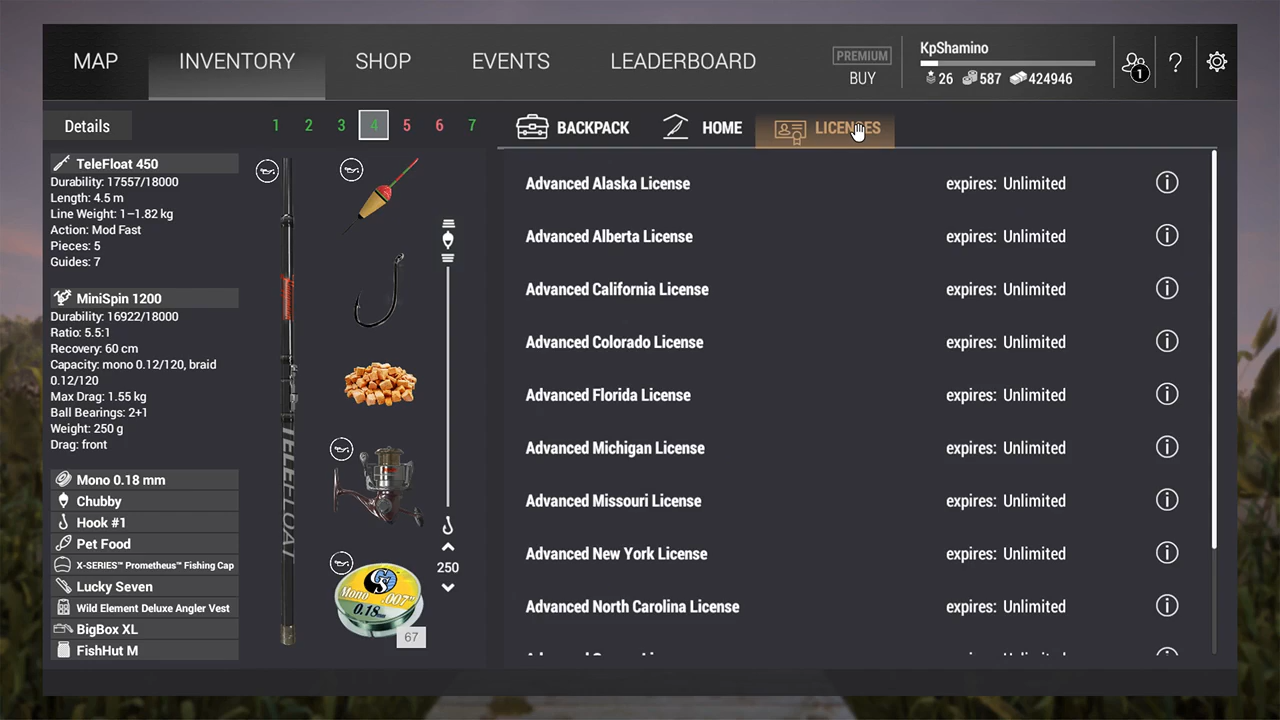 MAP
INVENTORY
SHOP
EVENTS
LEADERBOARD
PREMIUM
BUY
KpShamino
26
587
424946
1
?
Details
1 2 3 4 5 6 7
BACKPACK
HOME
LICENSES
TeleFloat 450
Durability: 17557/18000
Length: 4.5 m
Line Weight: 1–1.82 kg
Action: Mod Fast
Pieces: 5
Guides: 7
MiniSpin 1200
Durability: 16922/18000
Ratio: 5.5:1
Recovery: 60 cm
Capacity: mono 0.12/120, braid
0.12/120
Max Drag: 1.55 kg
Ball Bearings: 2+1
Weight: 250 g
Drag: front
Mono 0.18 mm
Chubby
Hook #1
Pet Food
X-SERIES™ Prometheus™ Fishing Cap
Lucky Seven
Wild Element Deluxe Angler Vest
BigBox XL
FishHut M
TELEFLOAT
Mono .007"
0.18mm
67
250
Advanced Alaska License expires: Unlimited
Advanced Alberta License expires: Unlimited
Advanced California License expires: Unlimited
Advanced Colorado License expires: Unlimited
Advanced Florida License expires: Unlimited
Advanced Michigan License expires: Unlimited
Advanced Missouri License expires: Unlimited
Advanced New York License expires: Unlimited
Advanced North Carolina License expires: Unlimited